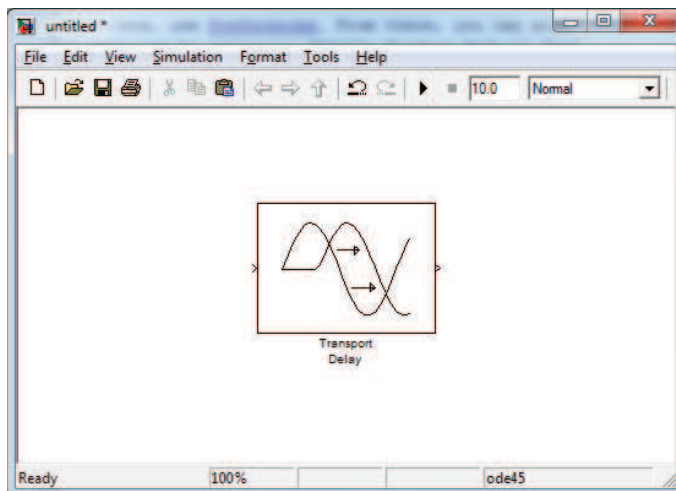 untitled *
File Edit View Simulation Format Tools Help
10.0 Normal
Transport
Delay
Ready 100% ode45